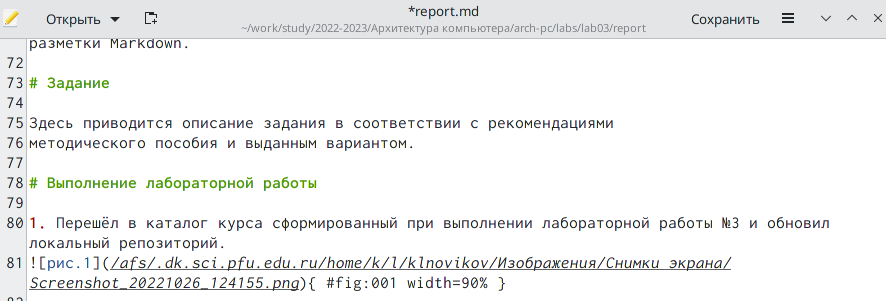 Открыть
*report.md
~/work/study/2022-2023/Архитектура компьютера/arch-pc/labs/lab03/report
Сохранить
разметки Markdown.
72
73 # Задание
74
75 Здесь приводится описание задания в соответствии с рекомендациями
76 методического пособия и выданным вариантом.
77
78 # Выполнение лабораторной работы
79
80 1. Перешёл в каталог курса сформированный при выполнении лабораторной работы №3 и обновил
локальный репозиторий.
81 ![рис.1](/afs/.dk.sci.pfu.edu.ru/home/k/l/klnovikov/Изображения/Снимки экрана/
Screenshot_20221026_124155.png){ #fig:001 width=90% }